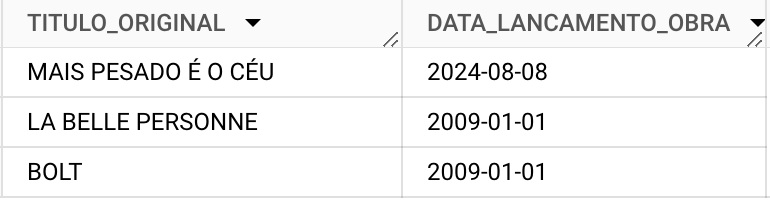 TITULO_ORIGINAL DATA_LANCAMENTO_OBRA
MAIS PESADO É O CÉU 2024-08-08
LA BELLE PERSONNE 2009-01-01
BOLT 2009-01-01